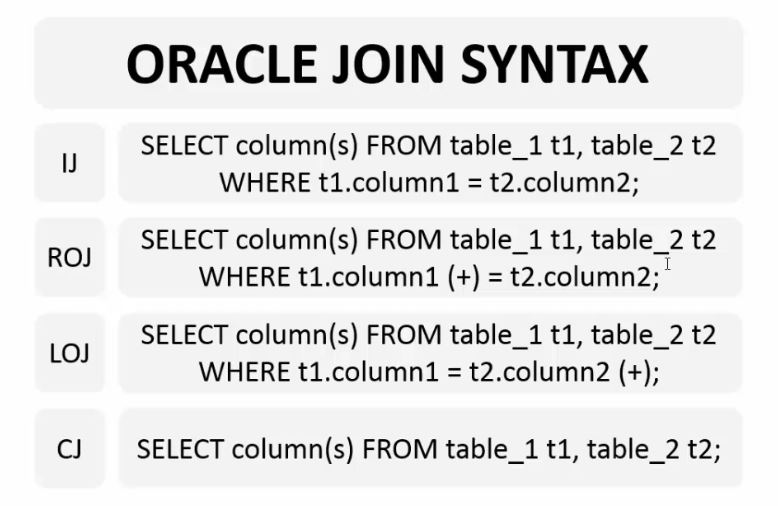 ORACLE JOIN SYNTAX
IJ
SELECT column(s) FROM table_1 t1, table_2 t2
WHERE t1.column1 = t2.column2;
ROJ
SELECT column(s) FROM table_1 t1, table_2 t2
WHERE t1.column1 (+) = t2.column2;
LOJ
SELECT column(s) FROM table_1 t1, table_2 t2
WHERE t1.column1 = t2.column2 (+);
CJ
SELECT column(s) FROM table_1 t1, table_2 t2;